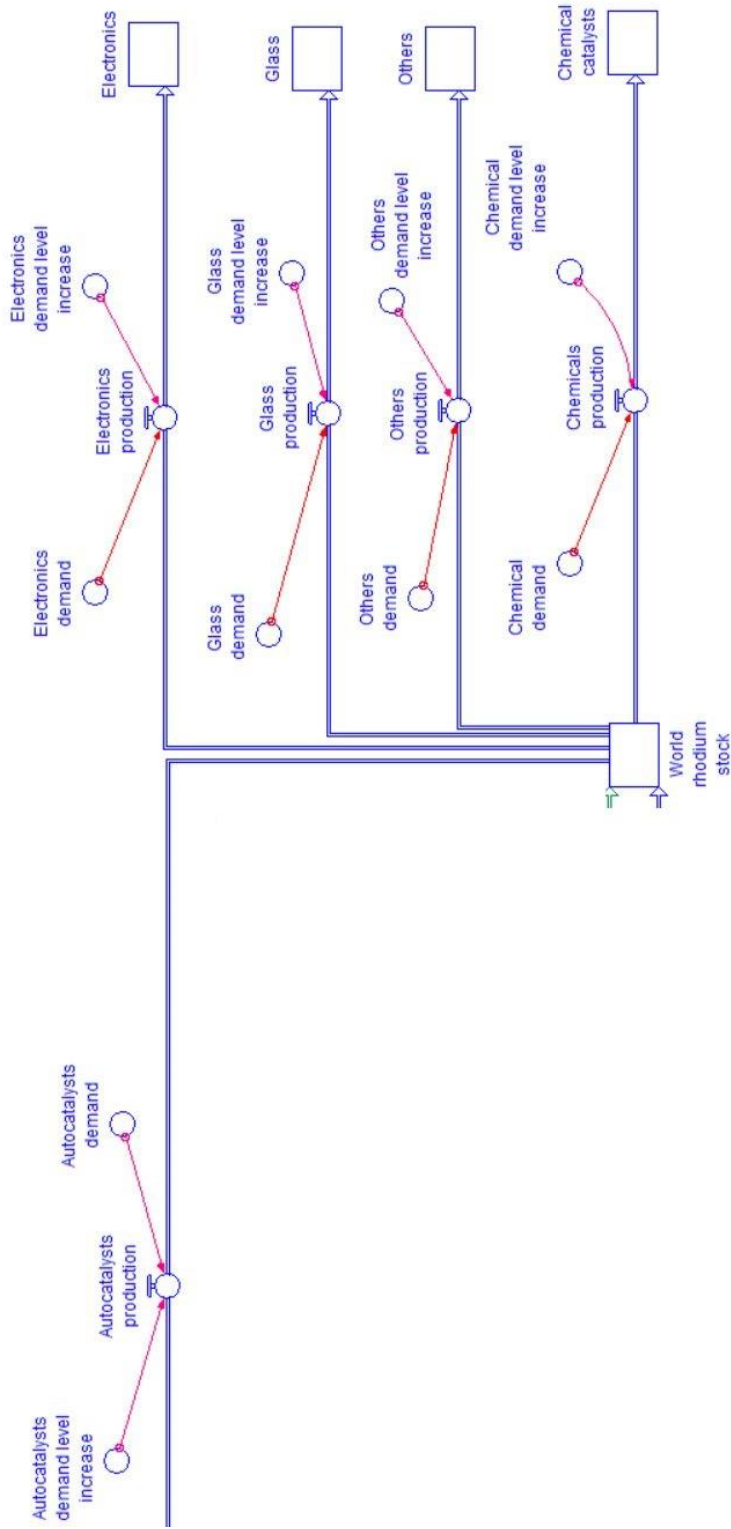 Electronics
Glass
Others
Chemical
catalysts
Electronics
demand level
increase
Glass
demand level
increase
Others
demand level
increase
Chemical
demand level
increase
Electronics
production
Glass
production
Others
production
Chemicals
production
Electronics
demand
Glass
demand
Others
demand
Chemical
demand
World
rhodium
stock
Autocatalysts
demand
Autocatalysts
production
Autocatalysts
demand level
increase